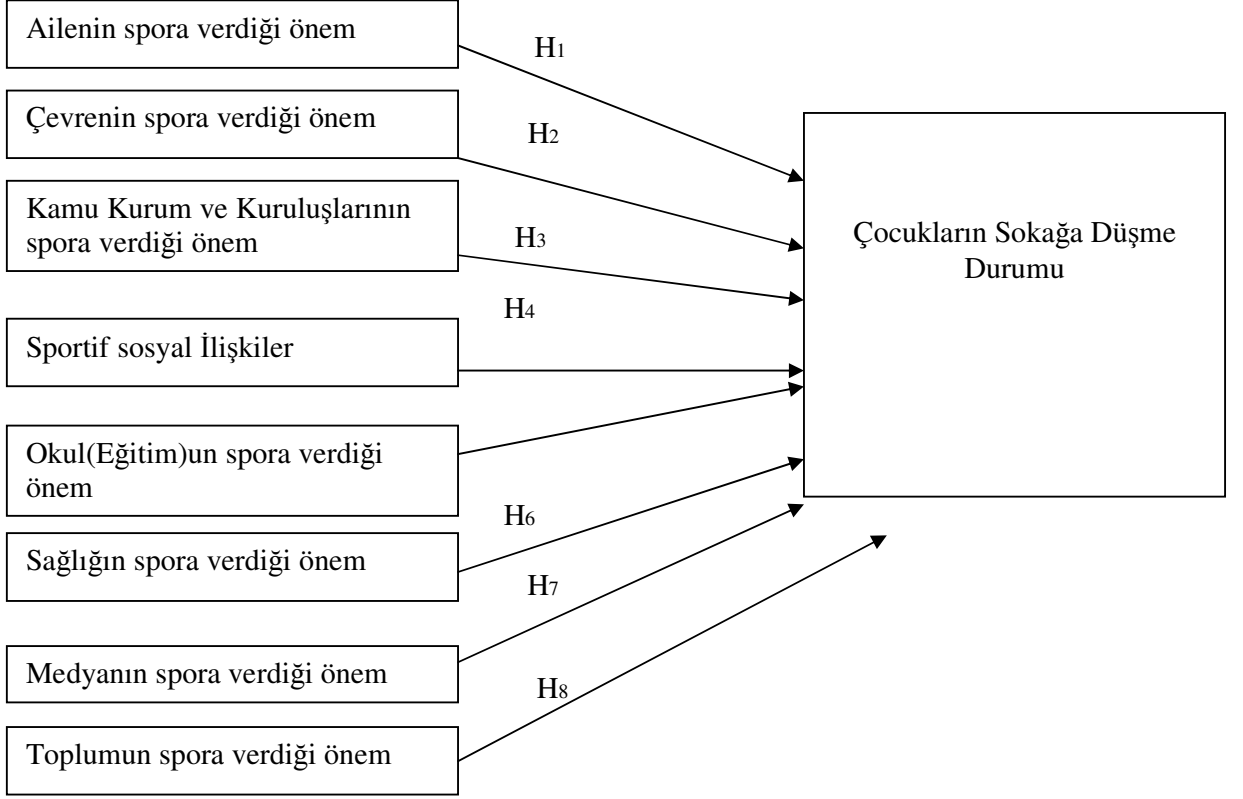 Ailenin spora verdiği önem
H1
Çevrenin spora verdiği önem
H2
Kamu Kurum ve Kuruluşlarının
spora verdiği önem
H3
Çocukların Sokağa Düşme
Durumu
H4
Sportif sosyal İlişkiler
Okul(Eğitim)un spora verdiği
önem
H6
Sağlığın spora verdiği önem
H7
Medyanın spora verdiği önem
H8
Toplumun spora verdiği önem